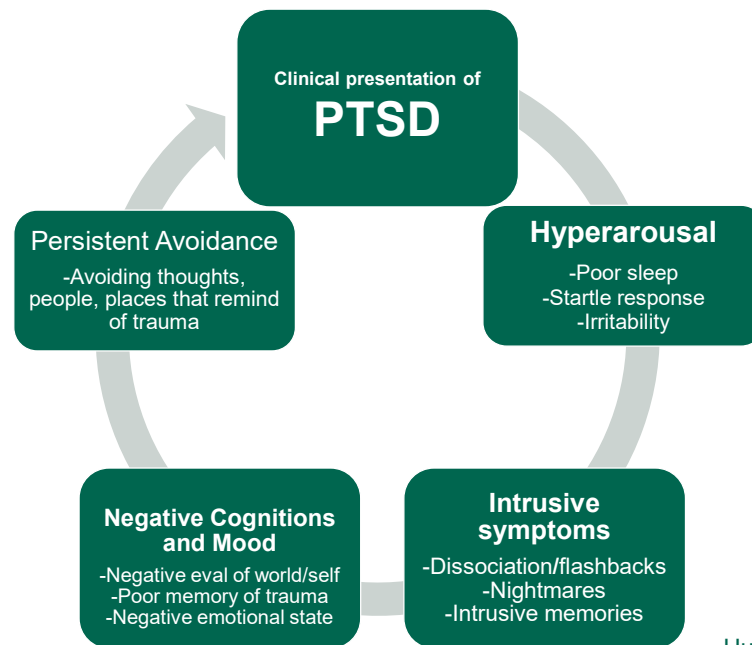 Clinical presentation of
PTSD
Hyperarousal
-Poor sleep
-Startle response
-Irritability
Intrusive
symptoms
-Dissociation/flashbacks
-Nightmares
-Intrusive memories
Negative Cognitions
and Mood
-Negative eval of world/self
-Poor memory of trauma
-Negative emotional state
Persistent Avoidance
-Avoiding thoughts,
people, places that remind
of trauma